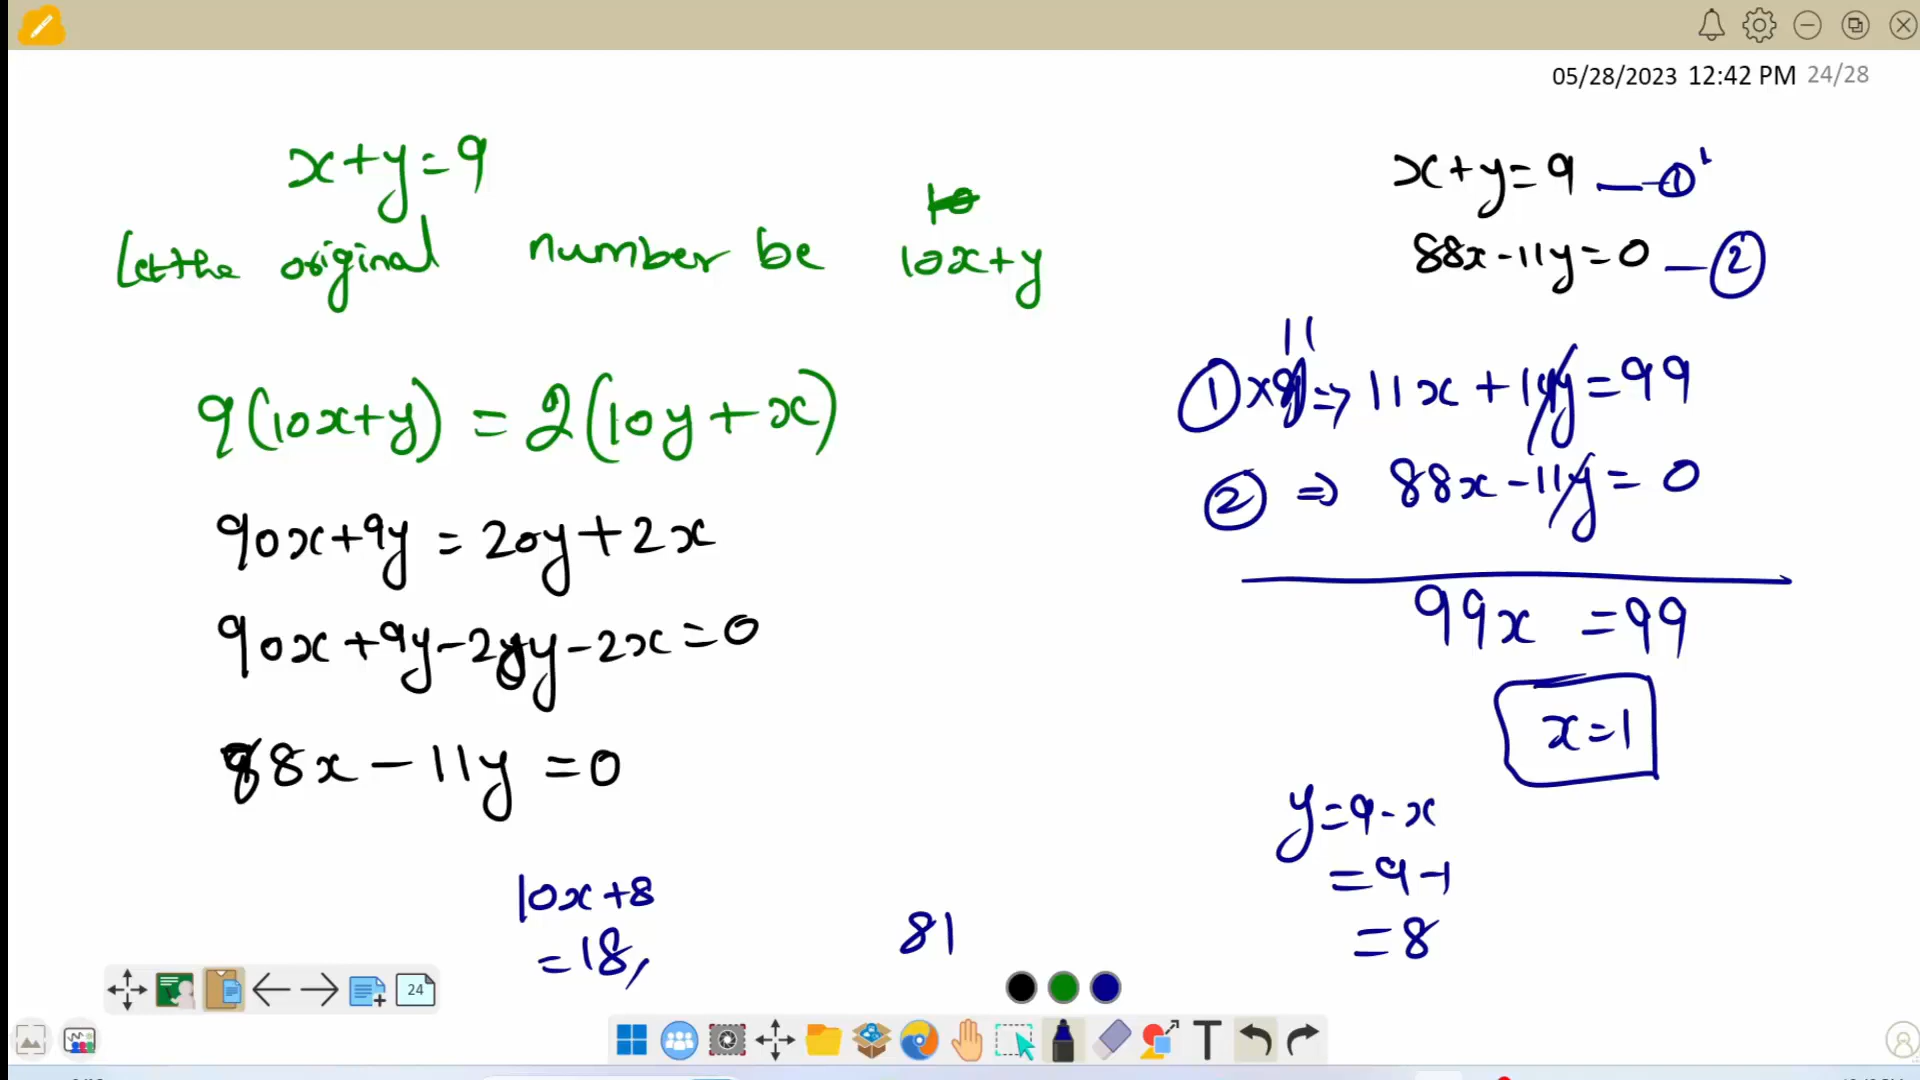 05/28/2023 12:42 PM 24/28
x+y=9
Let the original number be 10x+y
9(10x+y) = 2(10y+x)
90x+9y = 20y+2x
90x+9y-20y-2x=0
88x-11y=0
10x+8
=18,
81
x+y=9 —①
88x-11y=0 —②
11
①x ⇒ 11x+11y=99
② ⇒ 88x-11y=0
99x =99
x=1
y=9-x
=9-1
=8
24
T